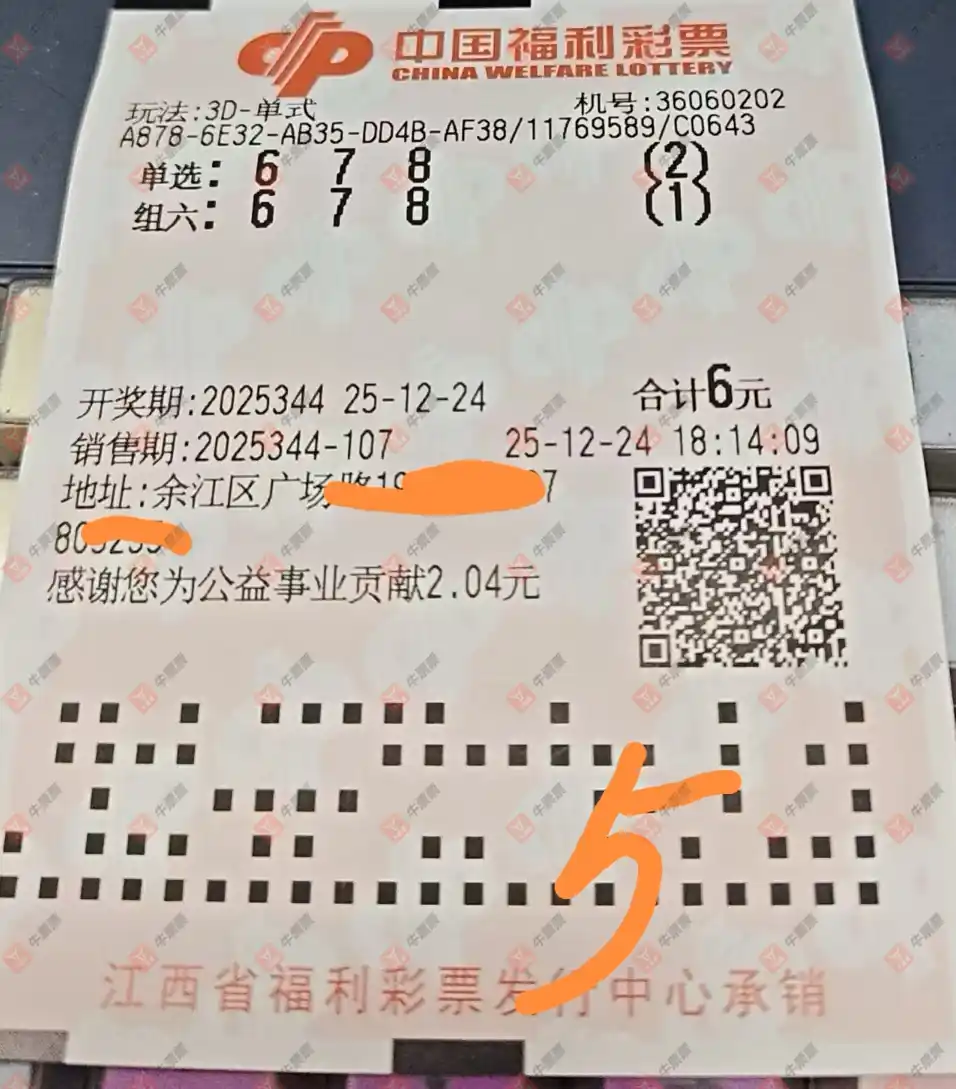 中国福利彩票
CHINA WELFARE LOTTERY
玩法:3D-单式 机号:36060202
A878-6E32-AB35-DD4B-AF38/11769589/C0643
单选: 6 7 8 (2)
组六: 6 7 8 (1)
开奖期:2025344 25-12-24 合计6元
销售期:2025344-107 25-12-24 18:14:09
地址:余江区广场
感谢您为公益事业贡献2.04元
5
江西省福利彩票发行中心承销
牛票票